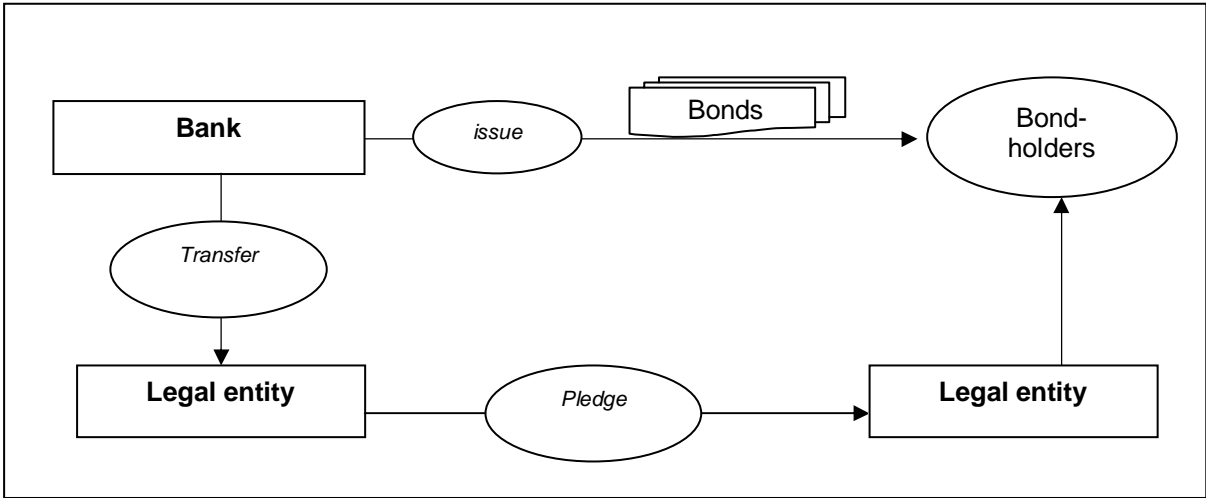 Bank
issue
Bonds
Bond-
holders
Transfer
Legal entity
Pledge
Legal entity